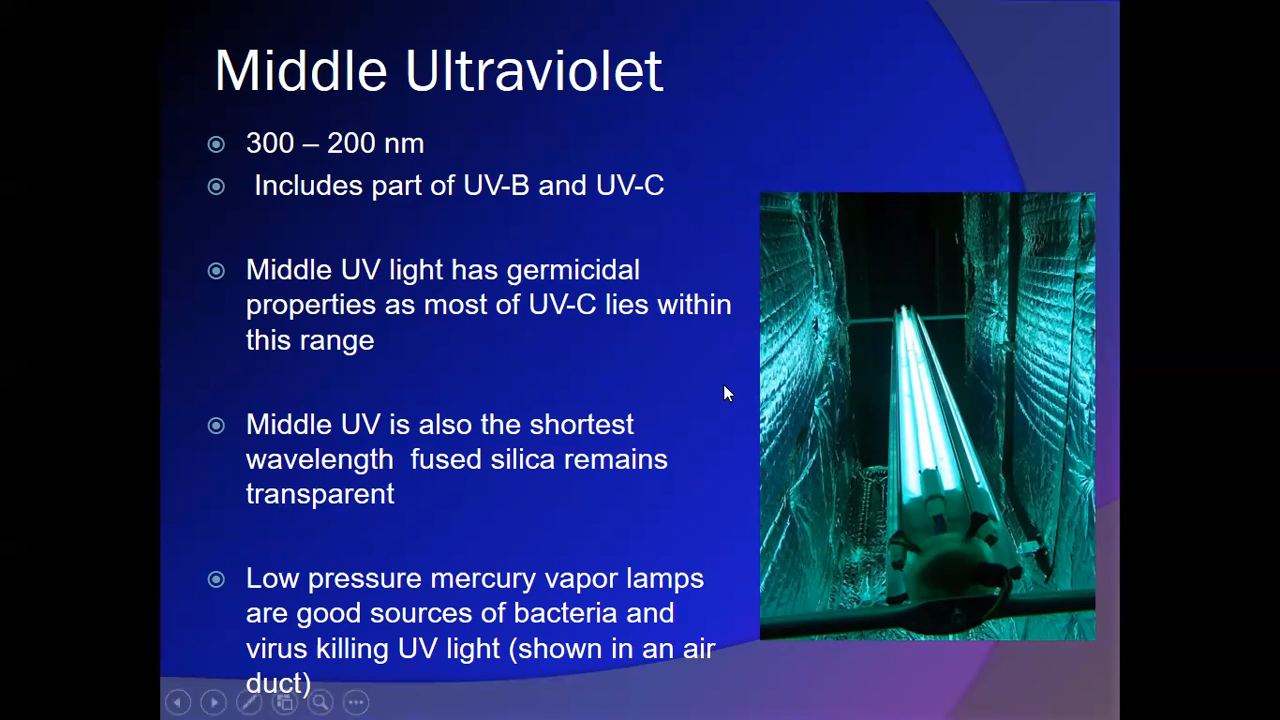 Middle Ultraviolet
300 – 200 nm
Includes part of UV-B and UV-C
Middle UV light has germicidal
properties as most of UV-C lies within
this range
Middle UV is also the shortest
wavelength fused silica remains
transparent
Low pressure mercury vapor lamps
are good sources of bacteria and
virus killing UV light (shown in an air
duct)